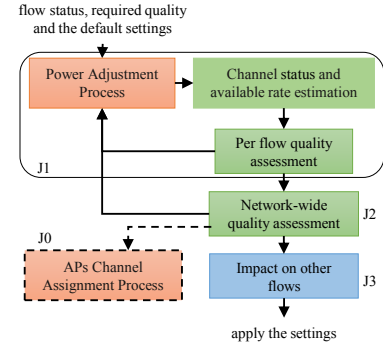 flow status, required quality
and the default settings
Power Adjustment
Process
Channel status and
available rate estimation
Per flow quality
assessment
J1
Network-wide
quality assessment
J2
J0
APs Channel
Assignment Process
Impact on other
flows
J3
apply the settings